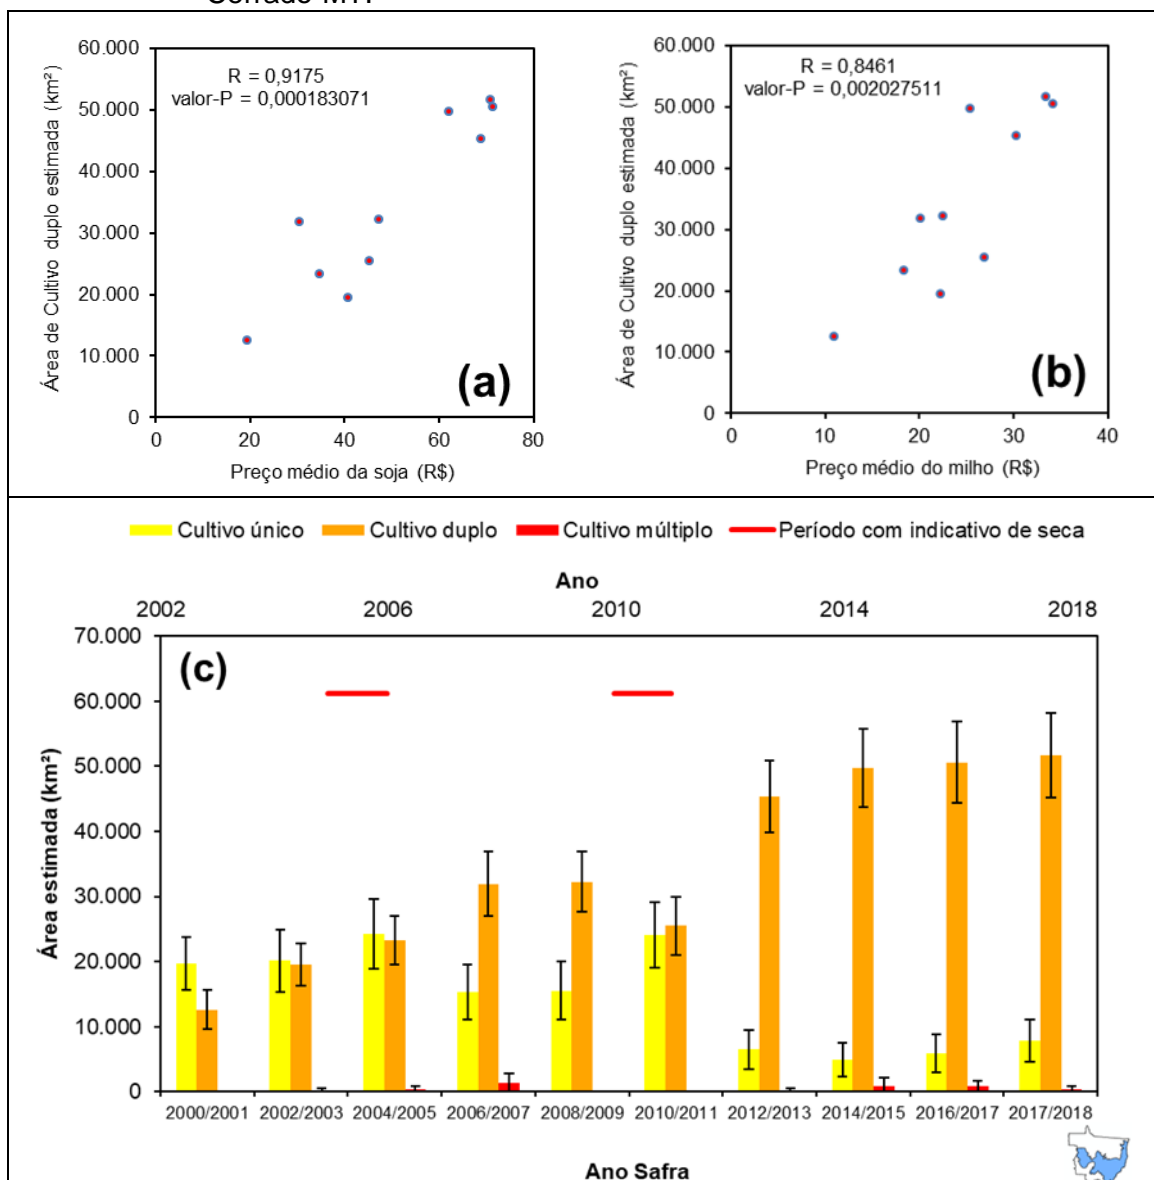 Cerrado MT.
60.000
50.000
40.000
30.000
20.000
10.000
0
Área de Cultivo duplo estimada (km²)
R = 0,9175
valor-P = 0,000183071
(a)
0 20 40 60 80
Preço médio da soja (R$)
60.000
50.000
40.000
30.000
20.000
10.000
0
Área de Cultivo duplo estimada (km²)
R = 0,8461
valor-P = 0,002027511
(b)
0 10 20 30 40
Preço médio do milho (R$)
Cultivo único Cultivo duplo Cultivo múltiplo Período com indicativo de seca
Ano
2002 2006 2010 2014 2018
(c)
70.000
60.000
50.000
40.000
30.000
20.000
10.000
0
Área estimada (km²)
2000/2001 2002/2003 2004/2005 2006/2007 2008/2009 2010/2011 2012/2013 2014/2015 2016/2017 2017/2018
Ano Safra